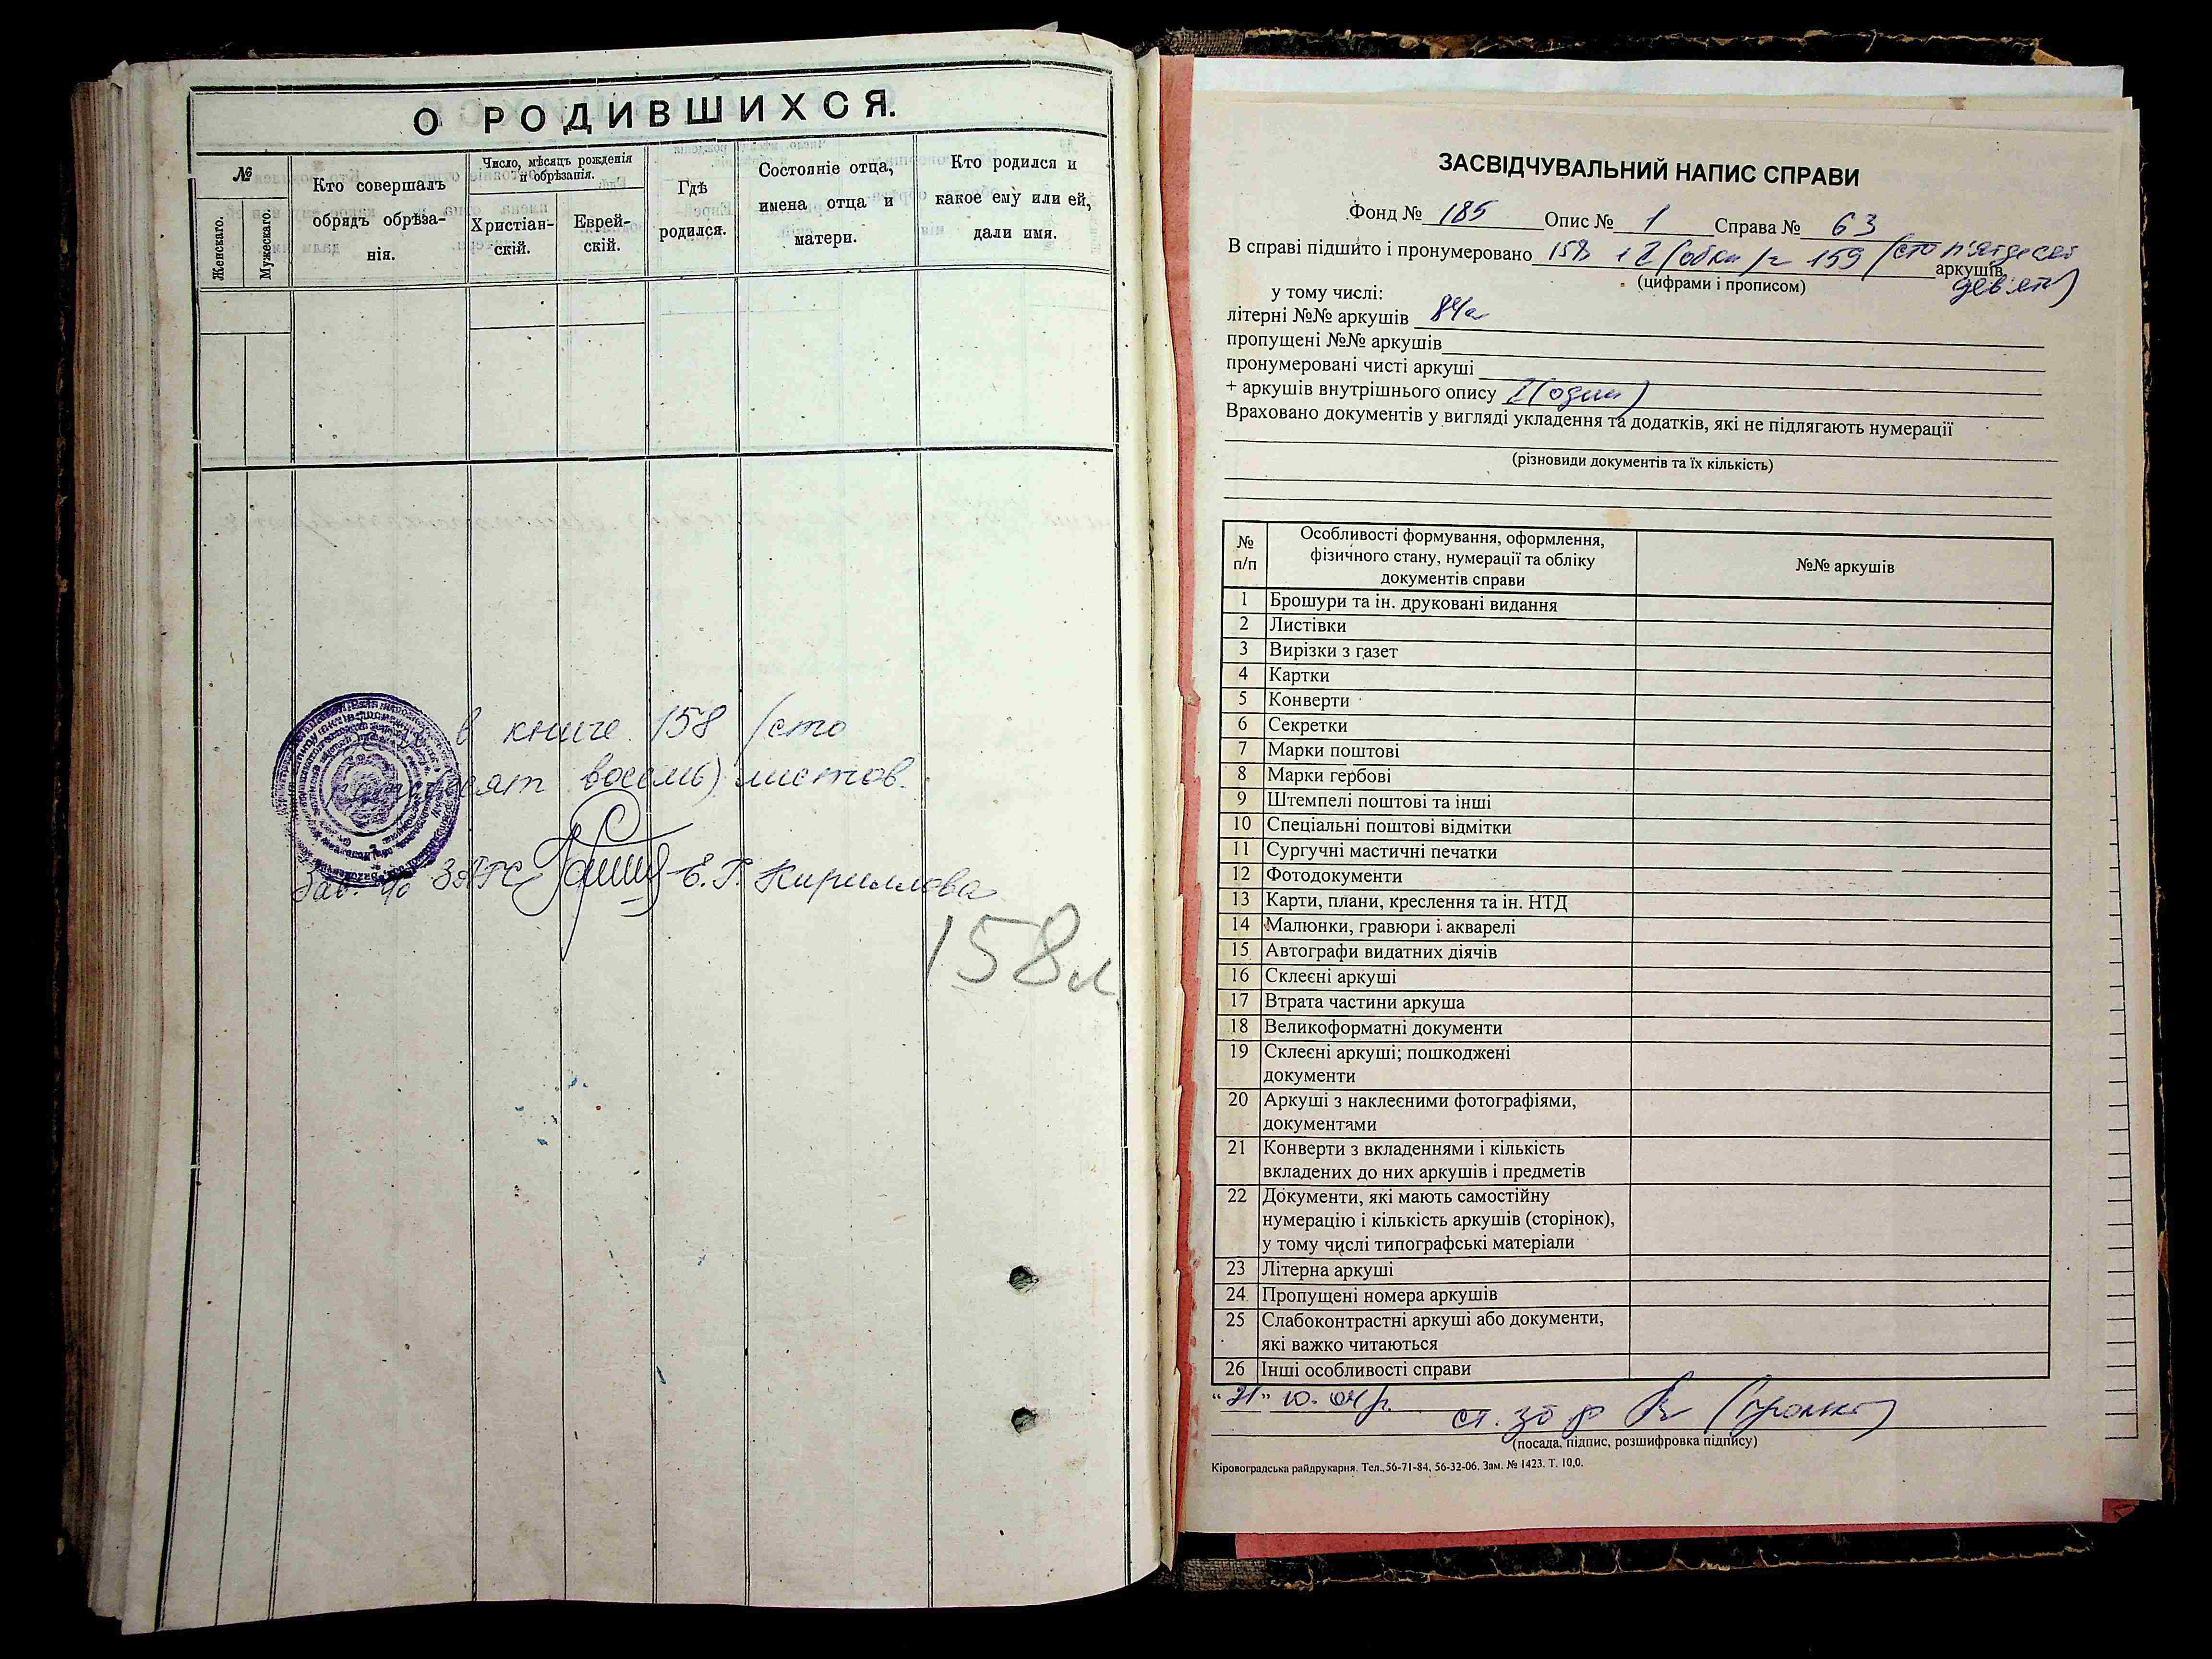 О РОДИВШИХСЯ.
№
Женскаго.
Мужескаго.
Кто совершалъ
обрядъ обрѣза-
нія.
Число, мѣсяцъ рожденія
и обрѣзанія.
Христіан-
скій.
Еврей-
скій.
Гдѣ
родился.
Состояніе отца,
имена отца и
матери.
Кто родился и
какое ему или ей,
дали имя.
В книге 158 (сто
пятьдесят восемь) листов.
Зав. ЗАГС Е. Г. Кириллова
158 л
ЗАСВІДЧУВАЛЬНИЙ НАПИС СПРАВИ
Фонд № 185 Опис № 1 Справа № 63
В справі підшито і пронумеровано 158 159 (сто п'ятдесят
дев'ять) аркушів
(цифрами і прописом)
у тому числі:
літерні №№ аркушів 84а
пропущені №№ аркушів
пронумеровані чисті аркуші
+ аркушів внутрішнього опису 1 (один)
Враховано документів у вигляді укладення та додатків, які не підлягають нумерації
(різновиди документів та їх кількість)
№
п/п
Особливості формування, оформлення,
фізичного стану, нумерації та обліку
документів справи
№№ аркушів
1 Брошури та ін. друковані видання
2 Листівки
3 Вирізки з газет
4 Картки
5 Конверти
6 Секретки
7 Марки поштові
8 Марки гербові
9 Штемпелі поштові та інші
10 Спеціальні поштові відмітки
11 Сургучні мастичні печатки
12 Фотодокументи
13 Карти, плани, креслення та ін. НТД
14 Малюнки, гравюри і акварелі
15 Автографи видатних діячів
16 Склеєні аркуші
17 Втрата частини аркуша
18 Великоформатні документи
19 Склеєні аркуші; пошкоджені
документи
20 Аркуші з наклеєними фотографіями,
документами
21 Конверти з вкладеннями і кількість
вкладених до них аркушів і предметів
22 Документи, які мають самостійну
нумерацію і кількість аркушів (сторінок),
у тому числі типографські матеріали
23 Літерна аркуші
24 Пропущені номера аркушів
25 Слабоконтрастні аркуші або документи,
які важко читаються
26 Інші особливості справи
"21" 10. 04 р.
ст. зб
(посада, підпис, розшифровка підпису)
Кіровоградська райдрукарня. Тел., 56-71-84, 56-32-06. Зам. № 1423. Т. 10,0.